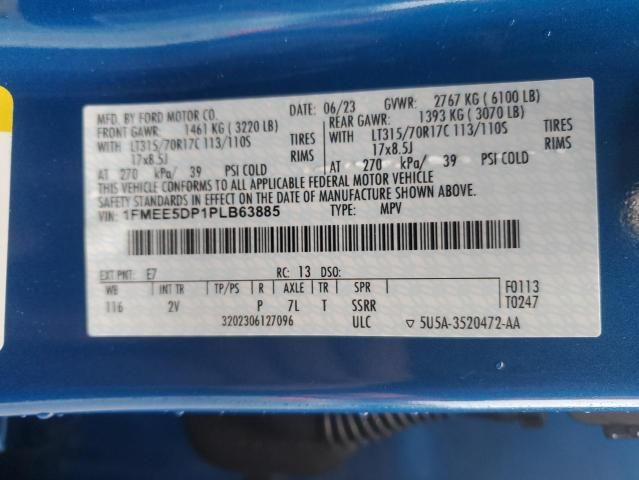 MFD. BY FORD MOTOR CO. DATE: 06/23 GVWR: 2767 KG ( 6100 LB)
FRONT GAWR: 1461 KG ( 3220 LB) REAR GAWR: 1393 KG ( 3070 LB)
WITH LT315/70R17C 113/110S TIRES WITH LT315/70R17C 113/110S TIRES
17x8.5J RIMS 17x8.5J RIMS
AT 270 kPa/ 39 PSI COLD AT 270 kPa/ 39 PSI COLD
THIS VEHICLE CONFORMS TO ALL APPLICABLE FEDERAL MOTOR VEHICLE
SAFETY STANDARDS IN EFFECT ON THE DATE OF MANUFACTURE SHOWN ABOVE.
VIN: 1FMEE5DP1PLB63885 TYPE: MPV
EXT PNT: E7 RC: 13 DSO:
WB INT TR TP/PS R AXLE TR SPR F0113
116 2V P 7L T SSRR T0247
3202306127096 ULC ▽ 5U5A-3520472-AA